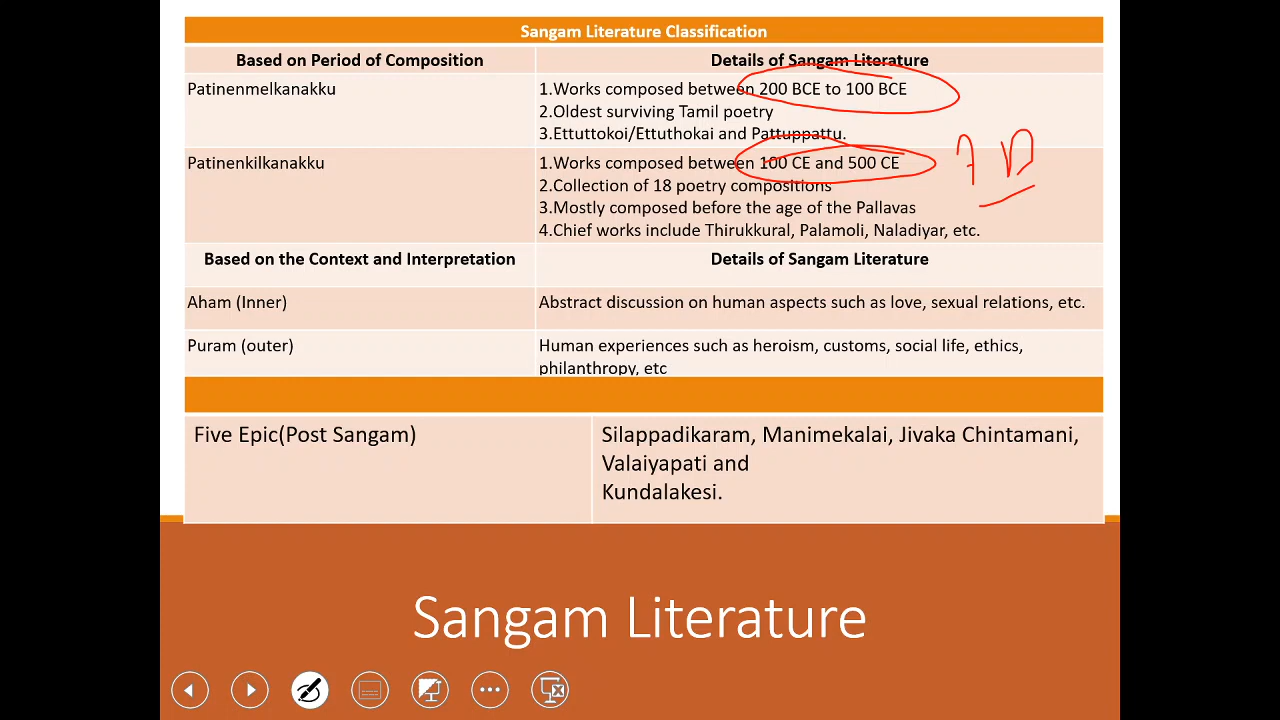 Sangam Literature Classification
Based on Period of Composition
Details of Sangam Literature
Patinenmelkanakku
1.Works composed between 200 BCE to 100 BCE
2.Oldest surviving Tamil poetry
3.Ettuttokoi/Ettuthokai and Pattuppattu.
Patinenkilkanakku
1.Works composed between 100 CE and 500 CE
2.Collection of 18 poetry compositions
3.Mostly composed before the age of the Pallavas
4.Chief works include Thirukkural, Palamoli, Naladiyar, etc.
Based on the Context and Interpretation
Details of Sangam Literature
Aham (Inner)
Abstract discussion on human aspects such as love, sexual relations, etc.
Puram (outer)
Human experiences such as heroism, customs, social life, ethics,
philanthropy, etc
Five Epic(Post Sangam)
Silappadikaram, Manimekalai, Jivaka Chintamani,
Valaiyapati and
Kundalakesi.
Sangam Literature